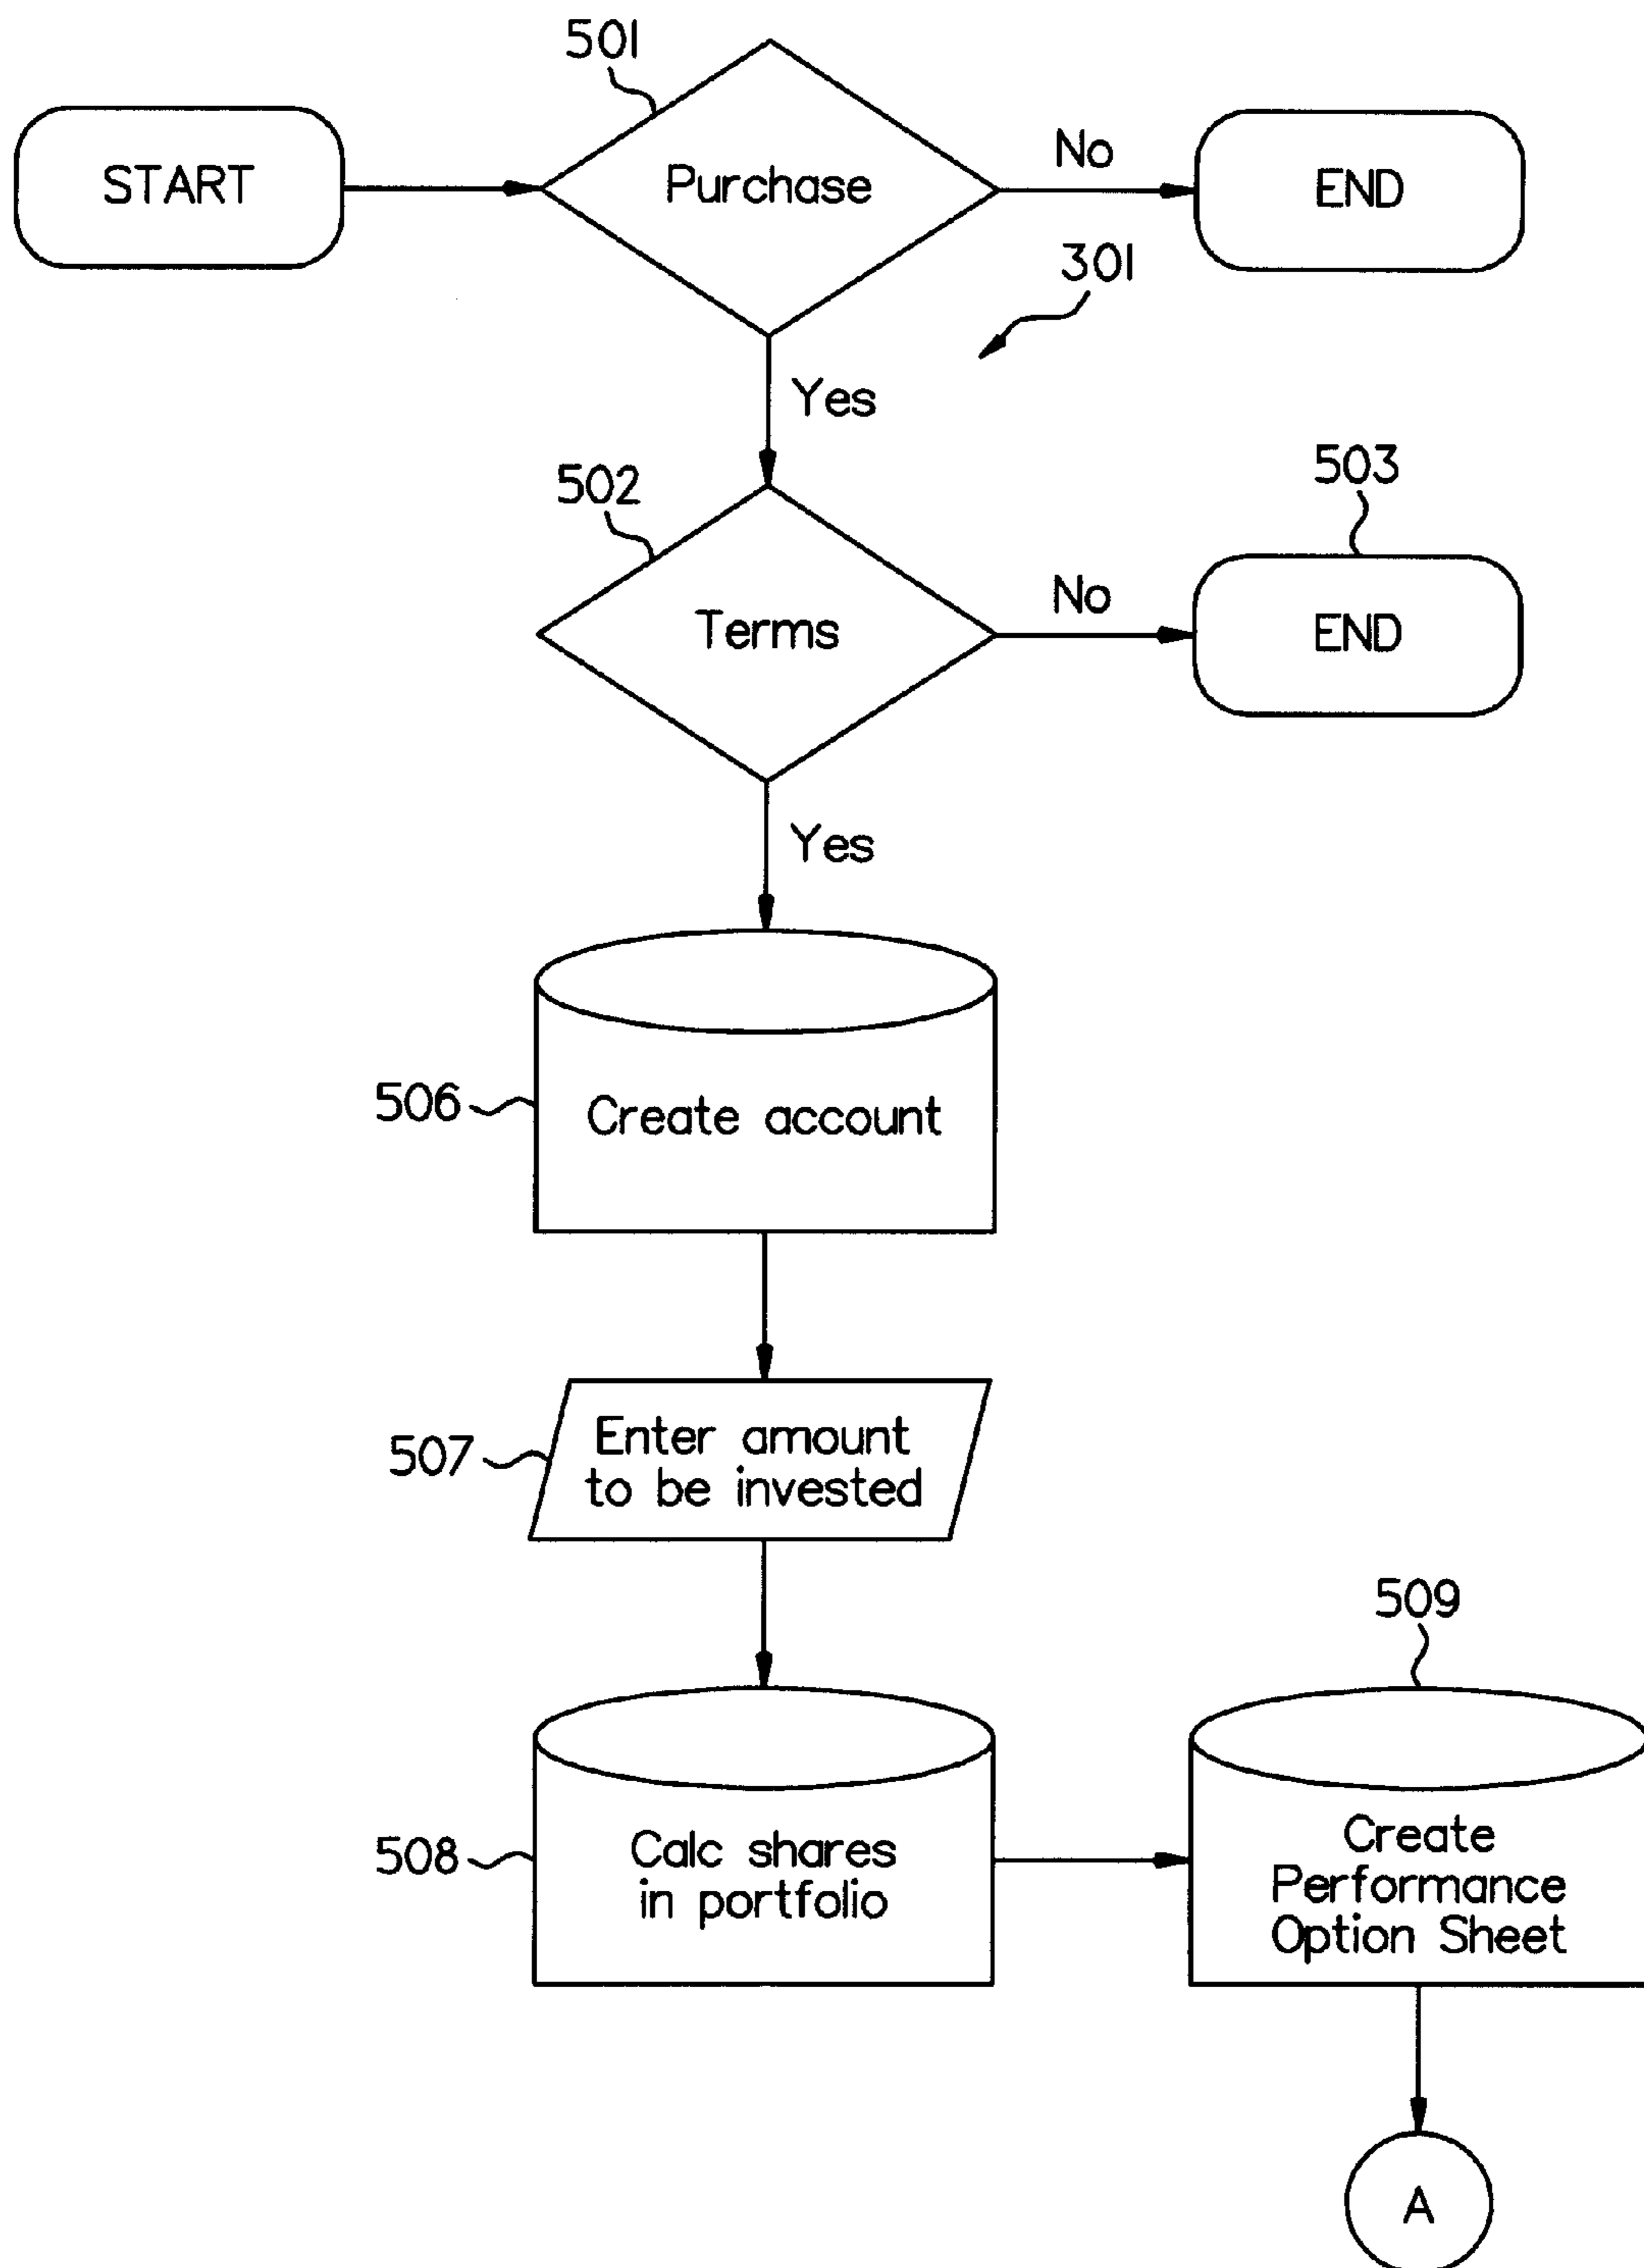 501
START
Purchase
No
END
301
Yes
502
503
Terms
No
END
Yes
506
Create account
507
Enter amount
to be invested
509
508
Calc shares
in portfolio
Create
Performance
Option Sheet
A